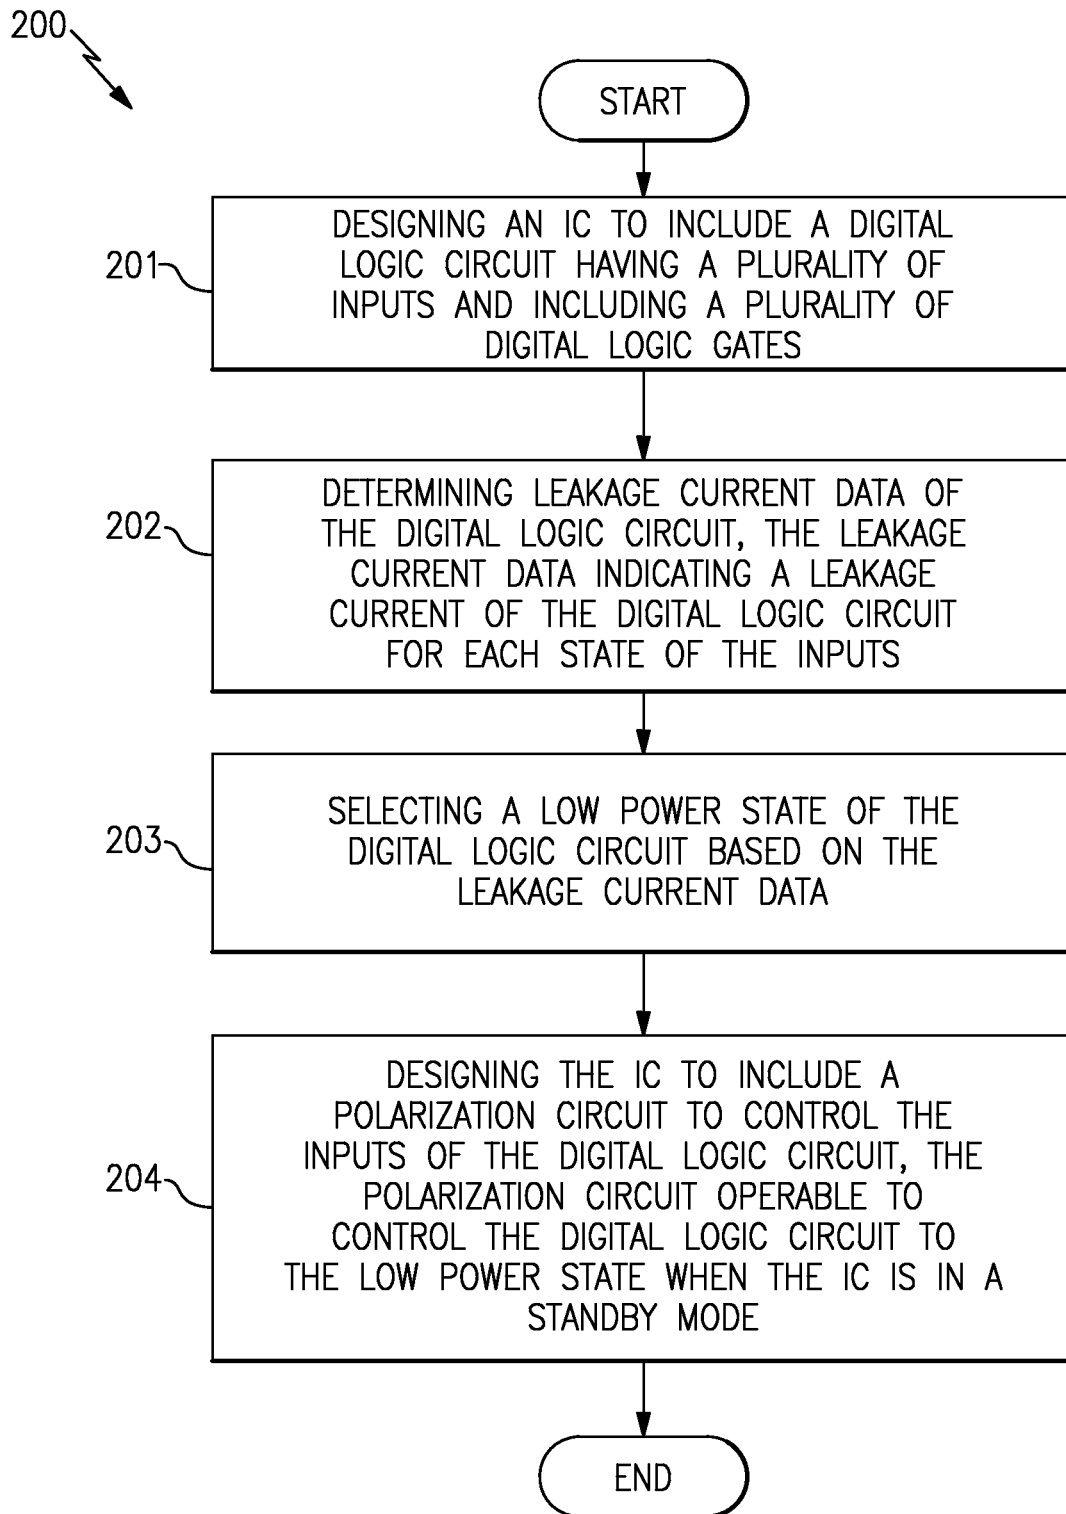 200
START
201
DESIGNING AN IC TO INCLUDE A DIGITAL
LOGIC CIRCUIT HAVING A PLURALITY OF
INPUTS AND INCLUDING A PLURALITY OF
DIGITAL LOGIC GATES
202
DETERMINING LEAKAGE CURRENT DATA OF
THE DIGITAL LOGIC CIRCUIT, THE LEAKAGE
CURRENT DATA INDICATING A LEAKAGE
CURRENT OF THE DIGITAL LOGIC CIRCUIT
FOR EACH STATE OF THE INPUTS
203
SELECTING A LOW POWER STATE OF THE
DIGITAL LOGIC CIRCUIT BASED ON THE
LEAKAGE CURRENT DATA
204
DESIGNING THE IC TO INCLUDE A
POLARIZATION CIRCUIT TO CONTROL THE
INPUTS OF THE DIGITAL LOGIC CIRCUIT, THE
POLARIZATION CIRCUIT OPERABLE TO
CONTROL THE DIGITAL LOGIC CIRCUIT TO
THE LOW POWER STATE WHEN THE IC IS IN A
STANDBY MODE
END